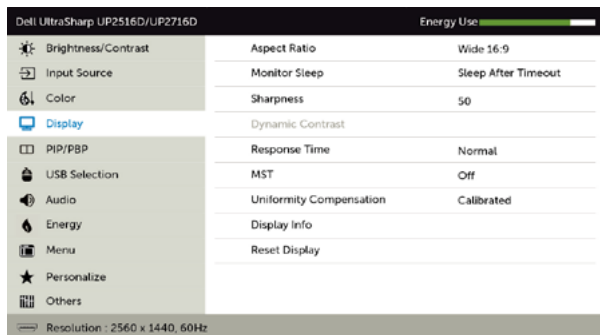 Dell UltraSharp UP2516D/UP2716D Energy Use
Brightness/Contrast Aspect Ratio Wide 16:9
Input Source Monitor Sleep Sleep After Timeout
Color Sharpness 50
Display Dynamic Contrast
PIP/PBP Response Time Normal
USB Selection MST Off
Audio Uniformity Compensation Calibrated
Energy Display Info
Menu Reset Display
Personalize
Others
Resolution : 2560 x 1440, 60Hz